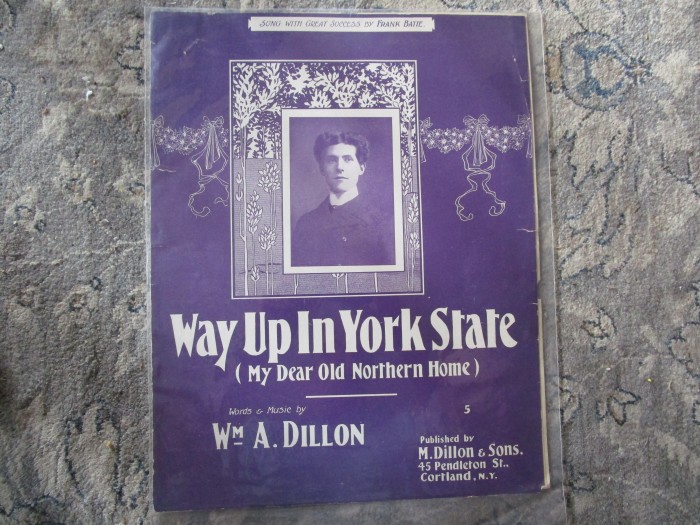 Sung with Great Success by Frank Batie.
Way Up In York State
(My Dear Old Northern Home)
Words & Music by
Wm A. Dillon
5
Published by
M. Dillon & Sons,
45 Pendleton St.,
Cortland, N.Y.